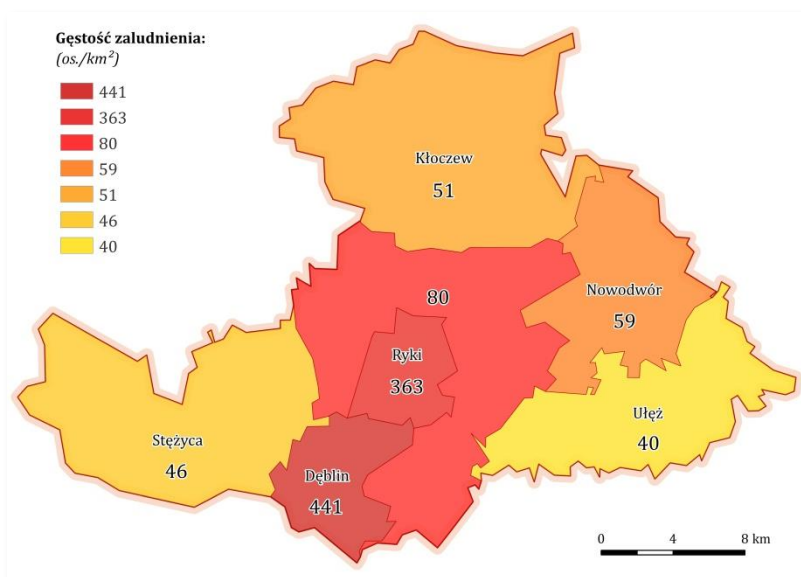 Gęstość zaludnienia:
(os./km²)
441
363
80
59
51
46
40
Kłoczew
51
80
Nowodwór
59
Ryki
363
Ułęż
40
Stężyca
46
Dęblin
441
0 4 8 km